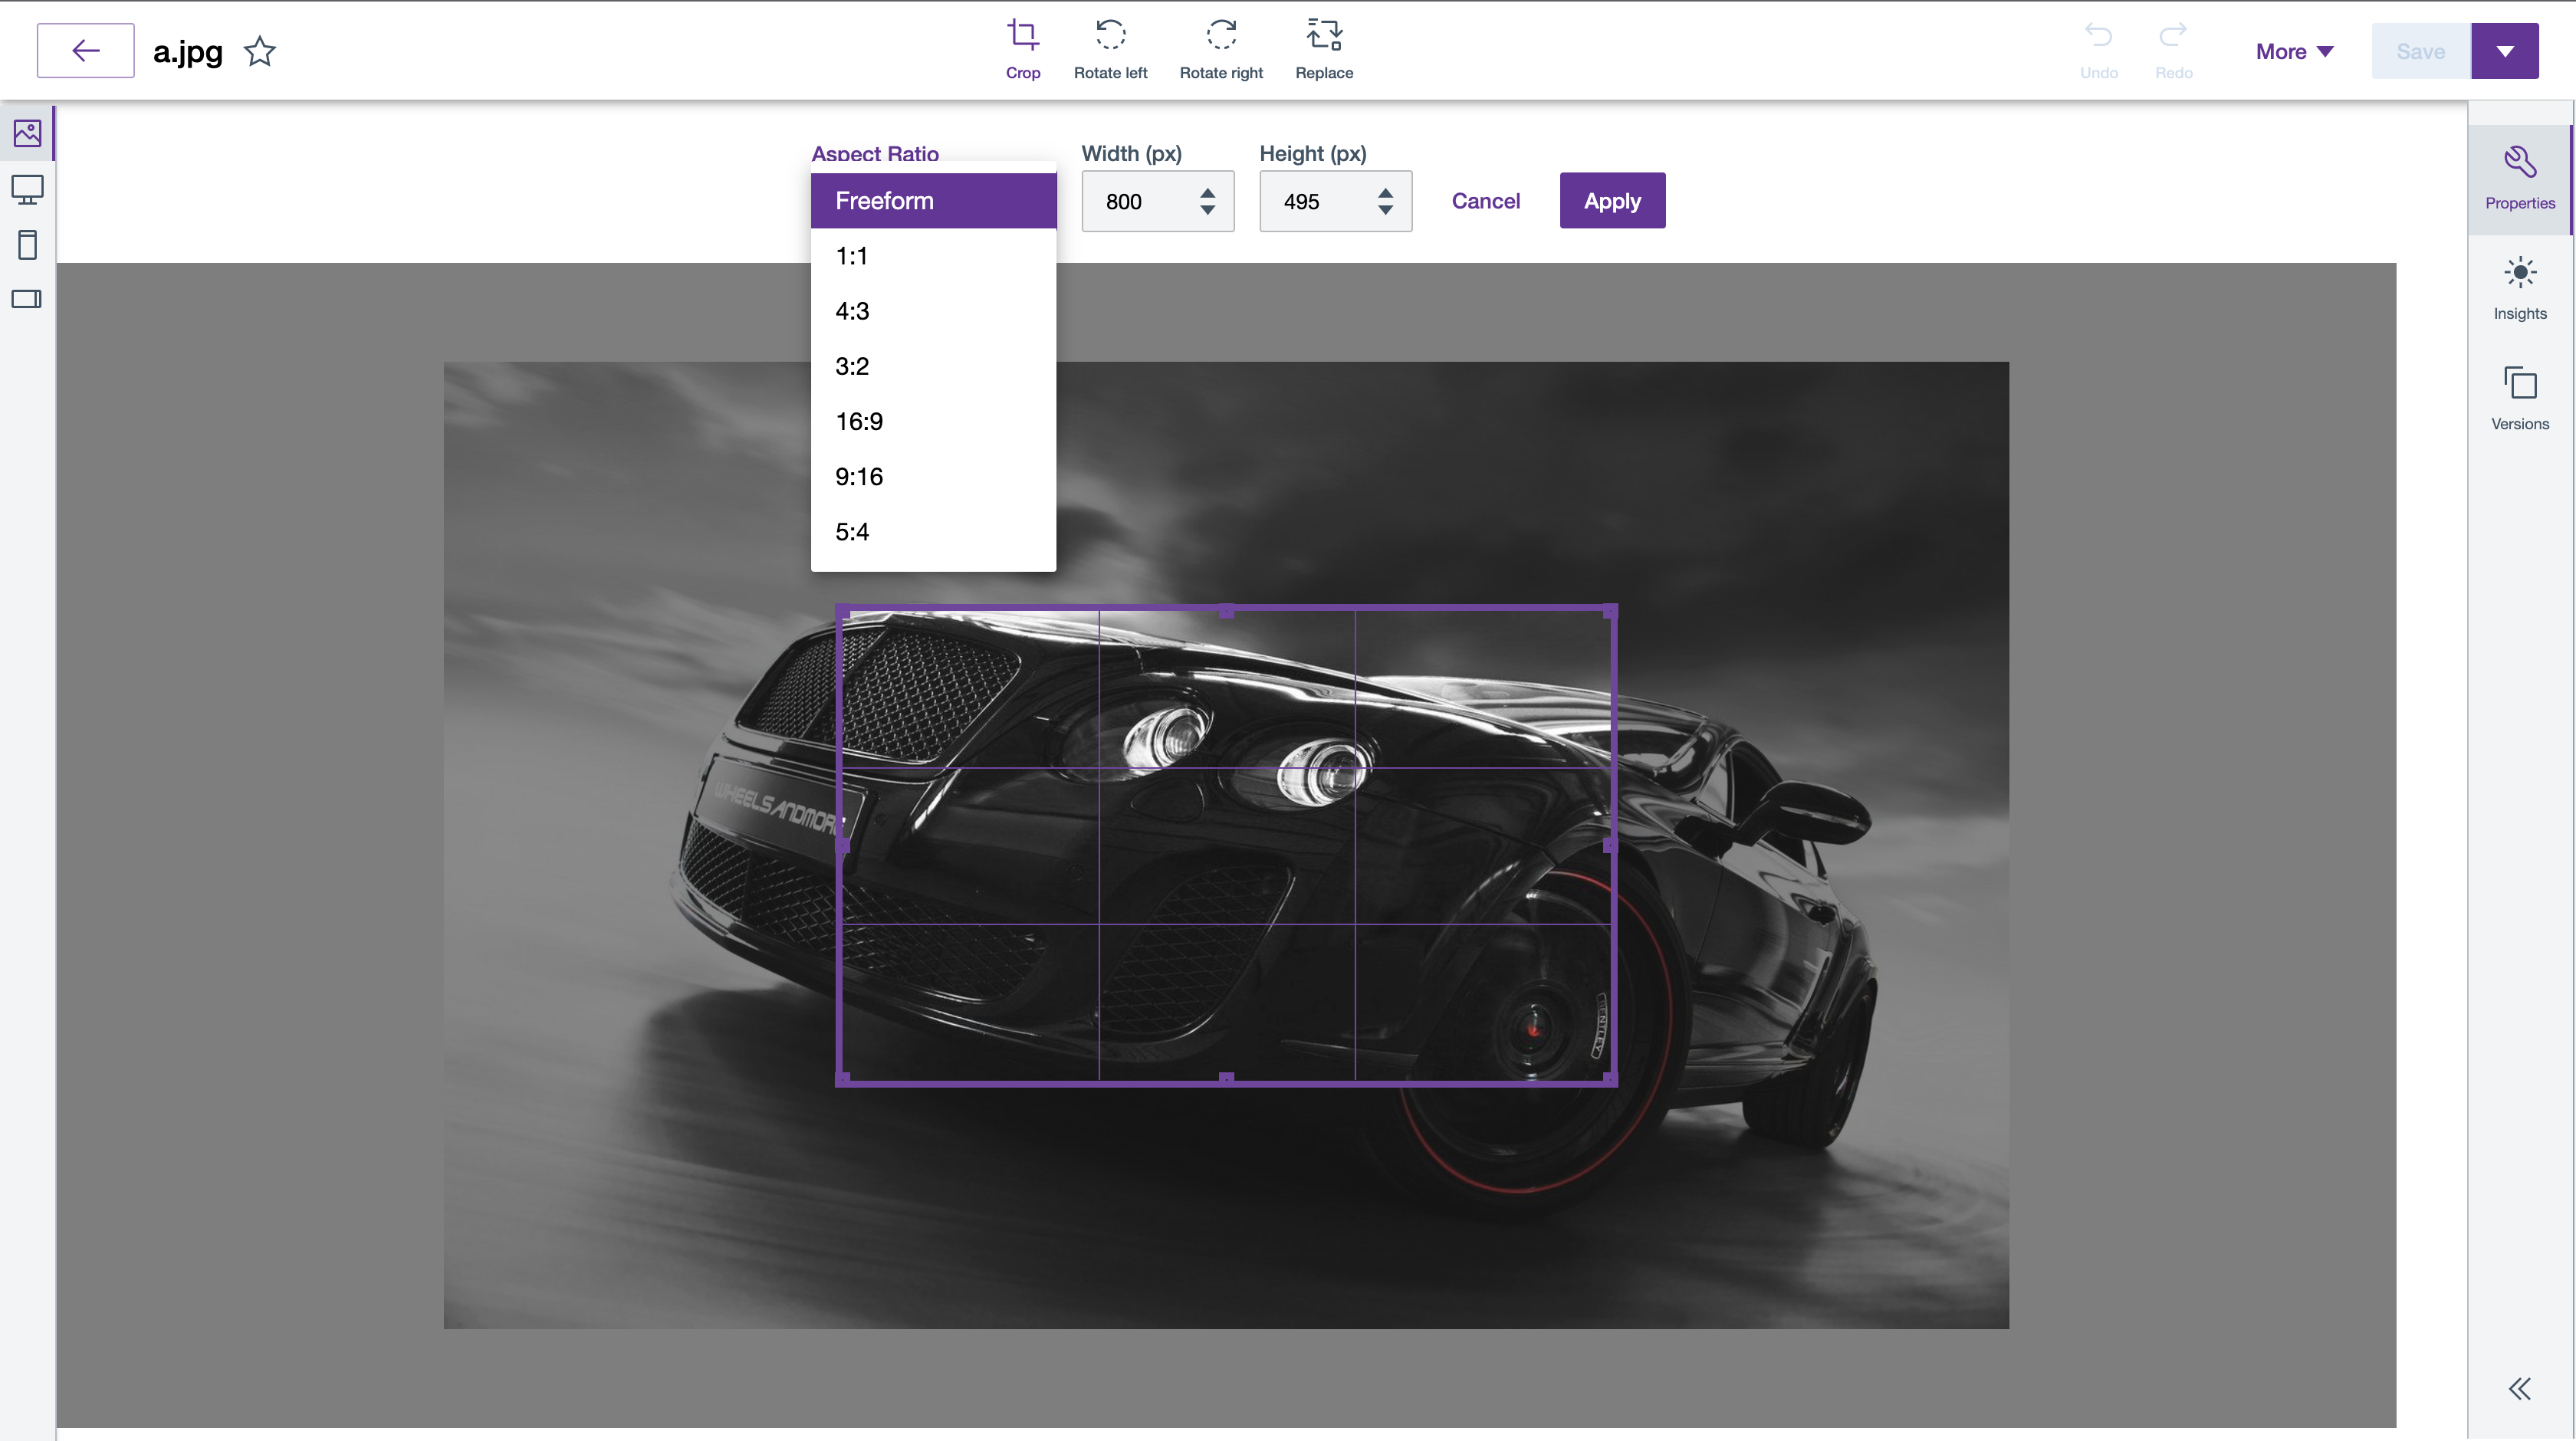 a.jpg
Crop
Rotate left
Rotate right
Replace
Undo
Redo
More
Save
Aspect Ratio
Width (px)
Height (px)
Freeform
800
495
Cancel
Apply
1:1
4:3
3:2
16:9
9:16
5:4
Properties
Insights
Versions
WHEELSANDMORE
BENTLEY